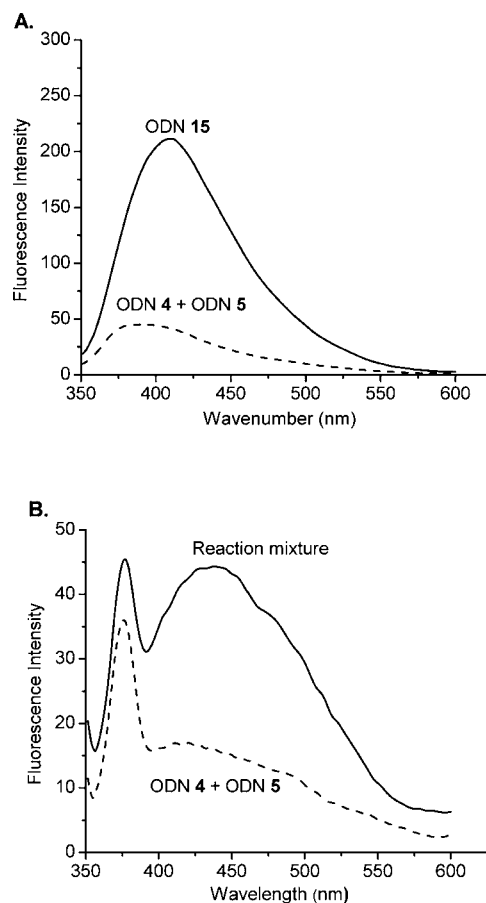 A.
300
250
200
150
100
50
0
Fluorescence Intensity
ODN 15
ODN 4 + ODN 5
350 400 450 500 550 600
Wavenumber (nm)
B.
50
40
30
20
10
0
Fluorescence Intensity
Reaction mixture
ODN 4 + ODN 5
350 400 450 500 550 600
Wavelength (nm)